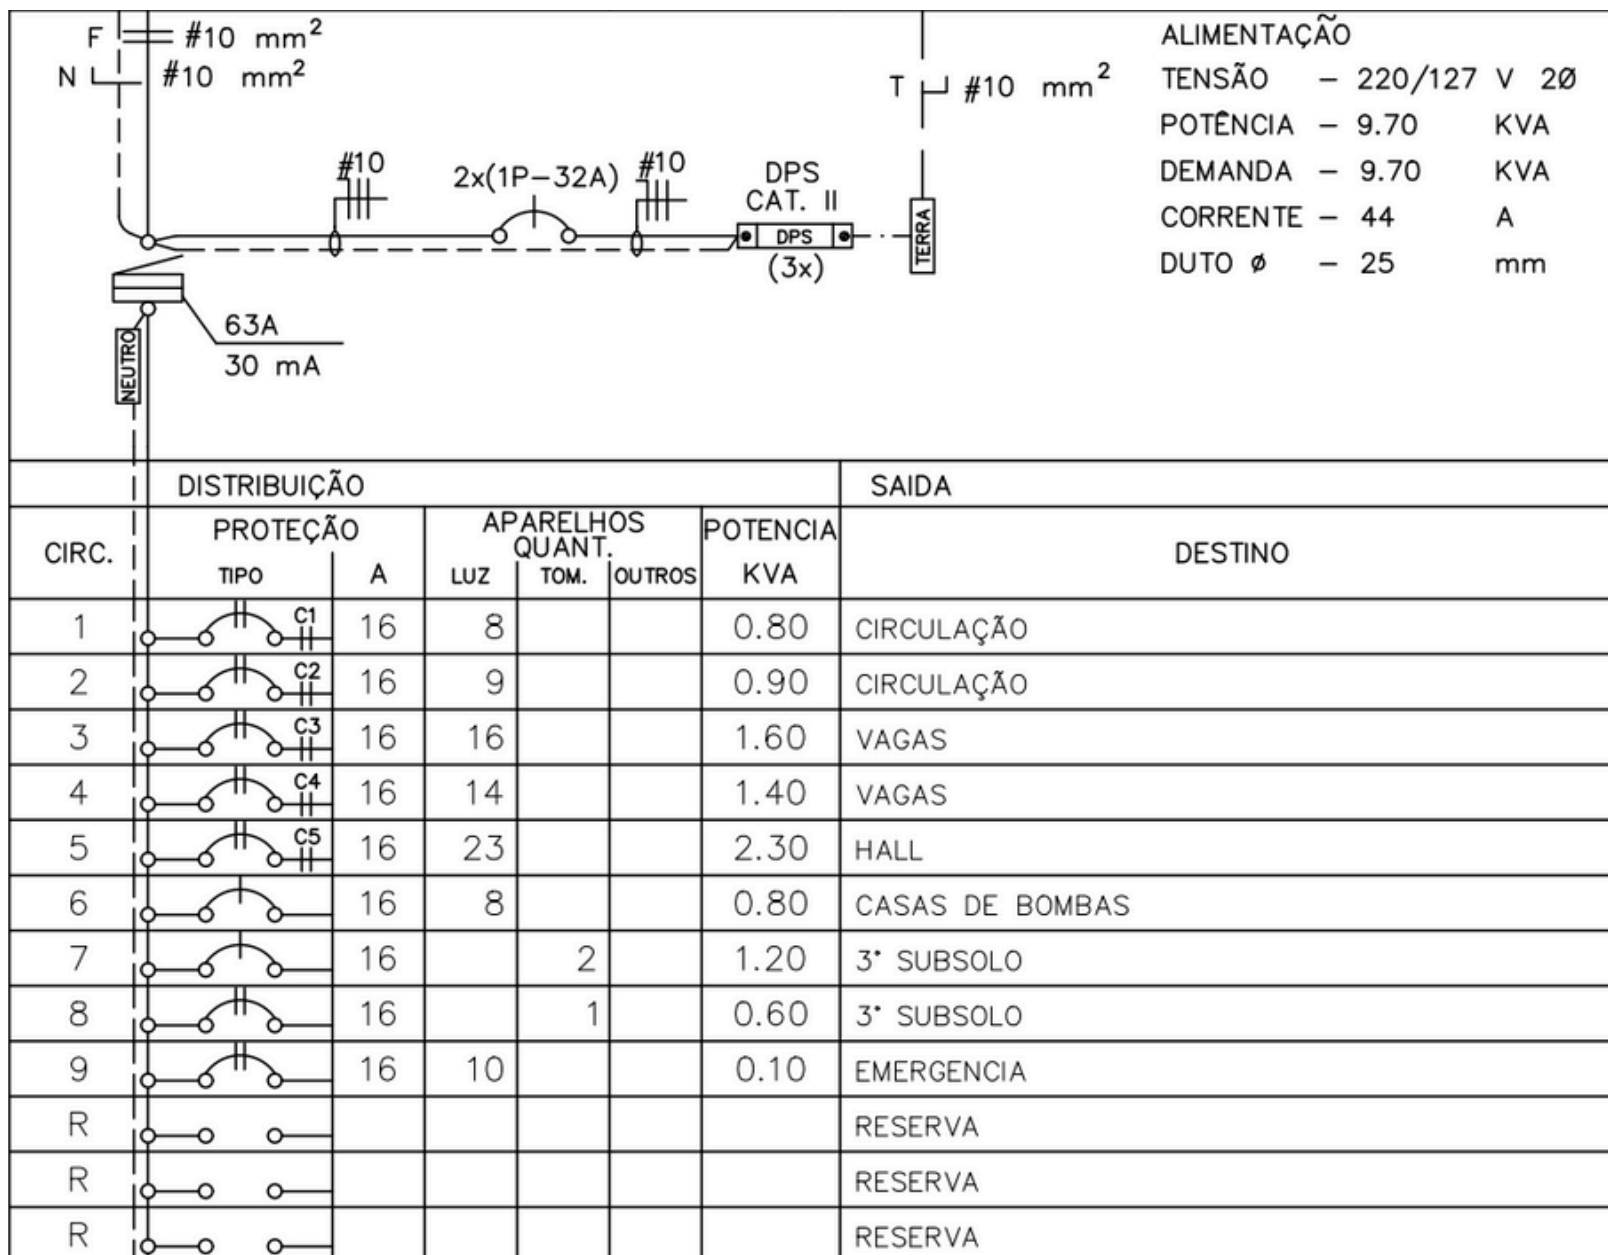 F #10 mm²
N #10 mm²
#10
2x(1P-32A)
#10
DPS
CAT. II
DPS
(3x)
T #10 mm²
TERRA
63A
30 mA
NEUTRO
ALIMENTAÇÃO
TENSÃO - 220/127 V 2Ø
POTÊNCIA - 9.70 KVA
DEMANDA - 9.70 KVA
CORRENTE - 44 A
DUTO ø - 25 mm
DISTRIBUIÇÃO SAIDA
CIRC. PROTEÇÃO APARELHOS QUANT. POTENCIA DESTINO
TIPO A LUZ TOM. OUTROS KVA
1 C1 16 8 0.80 CIRCULAÇÃO
2 C2 16 9 0.90 CIRCULAÇÃO
3 C3 16 16 1.60 VAGAS
4 C4 16 14 1.40 VAGAS
5 C5 16 23 2.30 HALL
6 16 8 0.80 CASAS DE BOMBAS
7 16 2 1.20 3° SUBSOLO
8 16 1 0.60 3° SUBSOLO
9 16 10 0.10 EMERGENCIA
R RESERVA
R RESERVA
R RESERVA